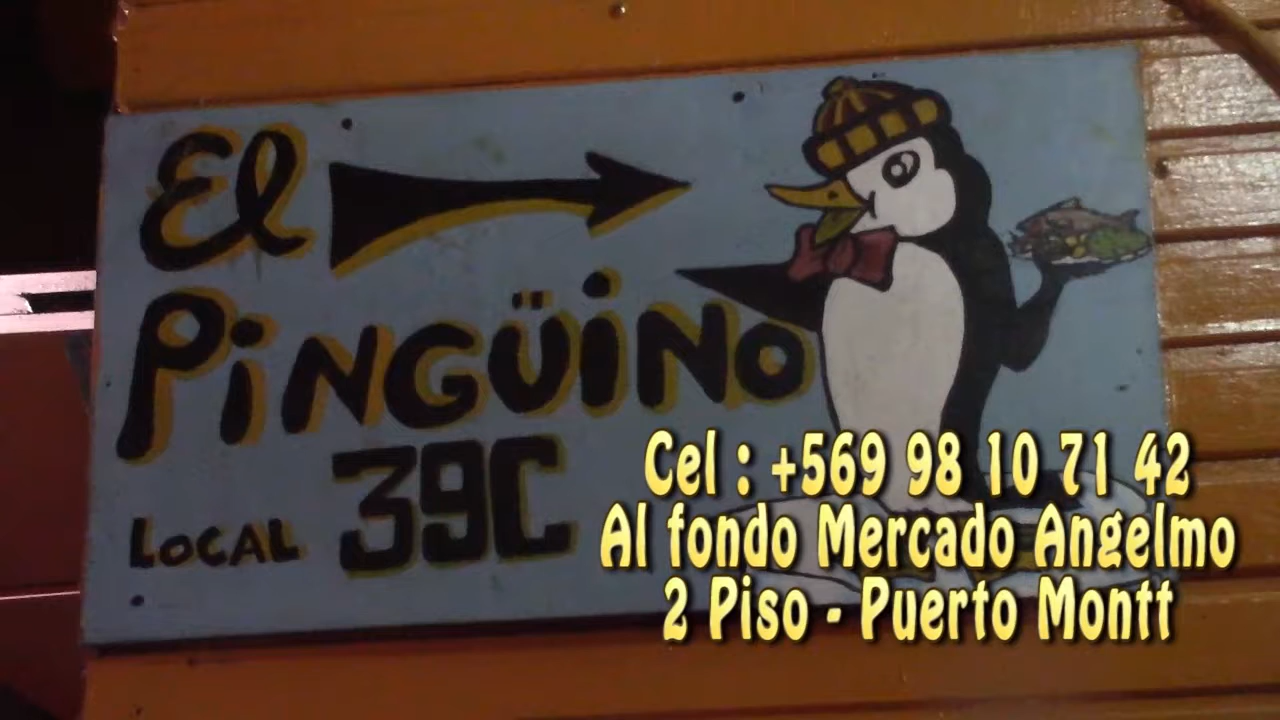 El
PiNGÜiNO
LOCAL 39C
Cel : +569 98 10 71 42
Al fondo Mercado Angelmo
2 Piso - Puerto Montt